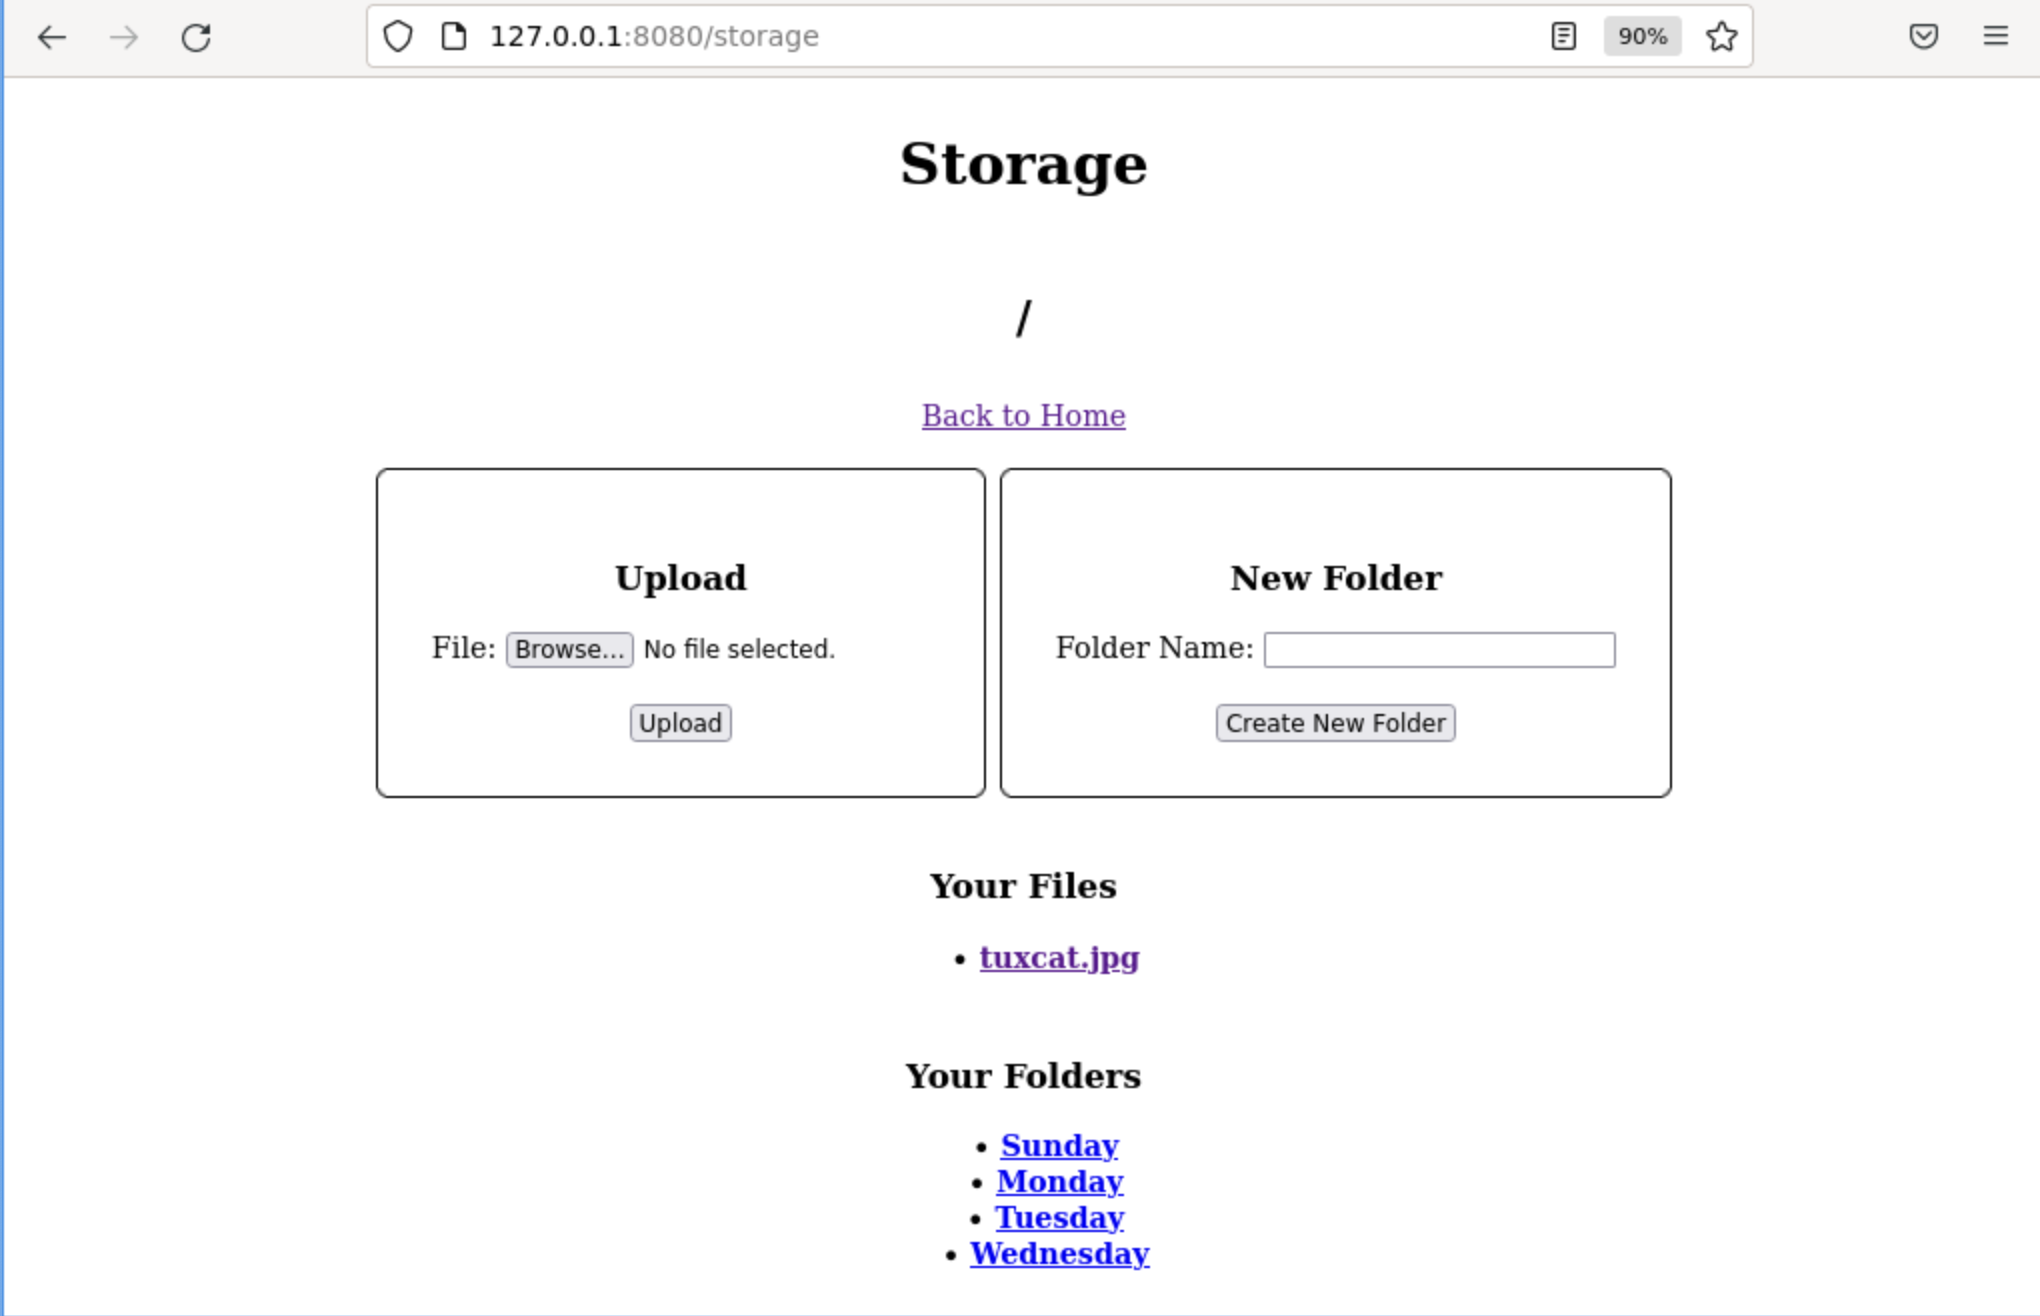 127.0.0.1:8080/storage 90%
Storage
/
Back to Home
Upload
File: Browse... No file selected.
Upload
New Folder
Folder Name:
Create New Folder
Your Files
• tuxcat.jpg
Your Folders
• Sunday
• Monday
• Tuesday
• Wednesday